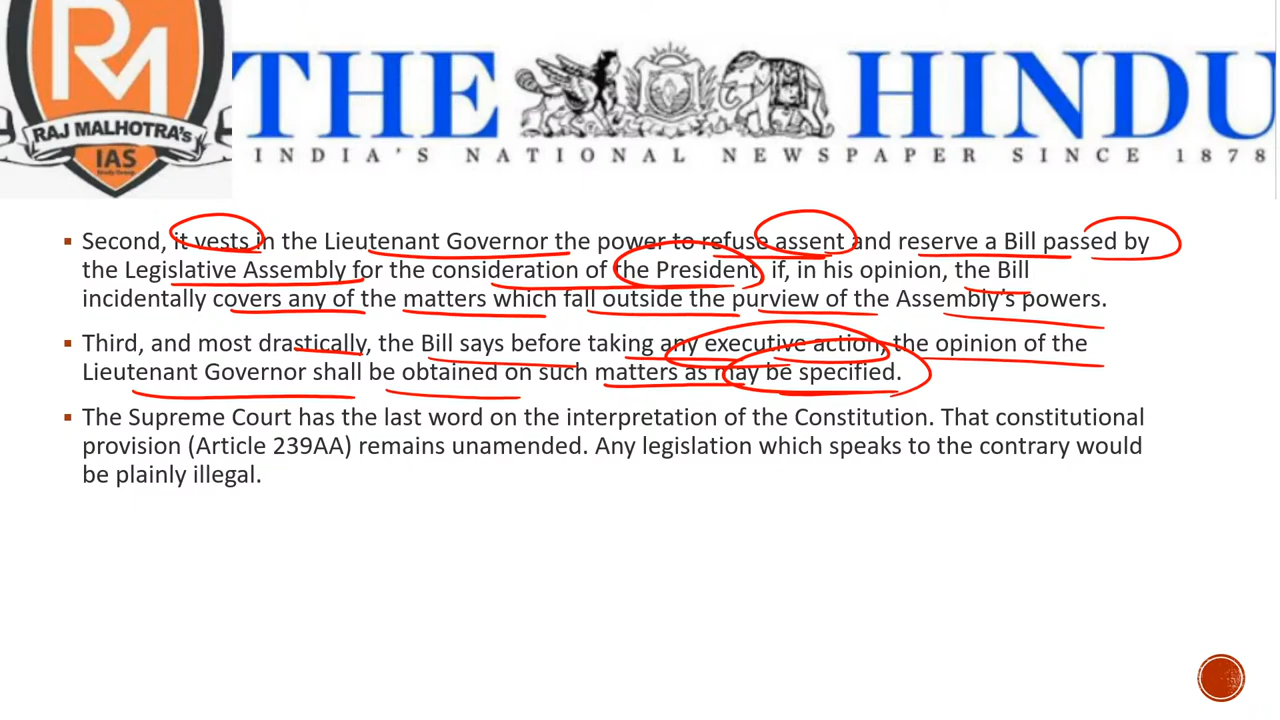 RM
RAJ MALHOTRA's
IAS
Study Group
THE HINDU
INDIA'S NATIONAL NEWSPAPER SINCE 1878
Second, it vests in the Lieutenant Governor the power to refuse assent and reserve a Bill passed by
the Legislative Assembly for the consideration of the President, if, in his opinion, the Bill
incidentally covers any of the matters which fall outside the purview of the Assembly's powers.
Third, and most drastically, the Bill says before taking any executive action, the opinion of the
Lieutenant Governor shall be obtained on such matters as may be specified.
The Supreme Court has the last word on the interpretation of the Constitution. That constitutional
provision (Article 239AA) remains unamended. Any legislation which speaks to the contrary would
be plainly illegal.